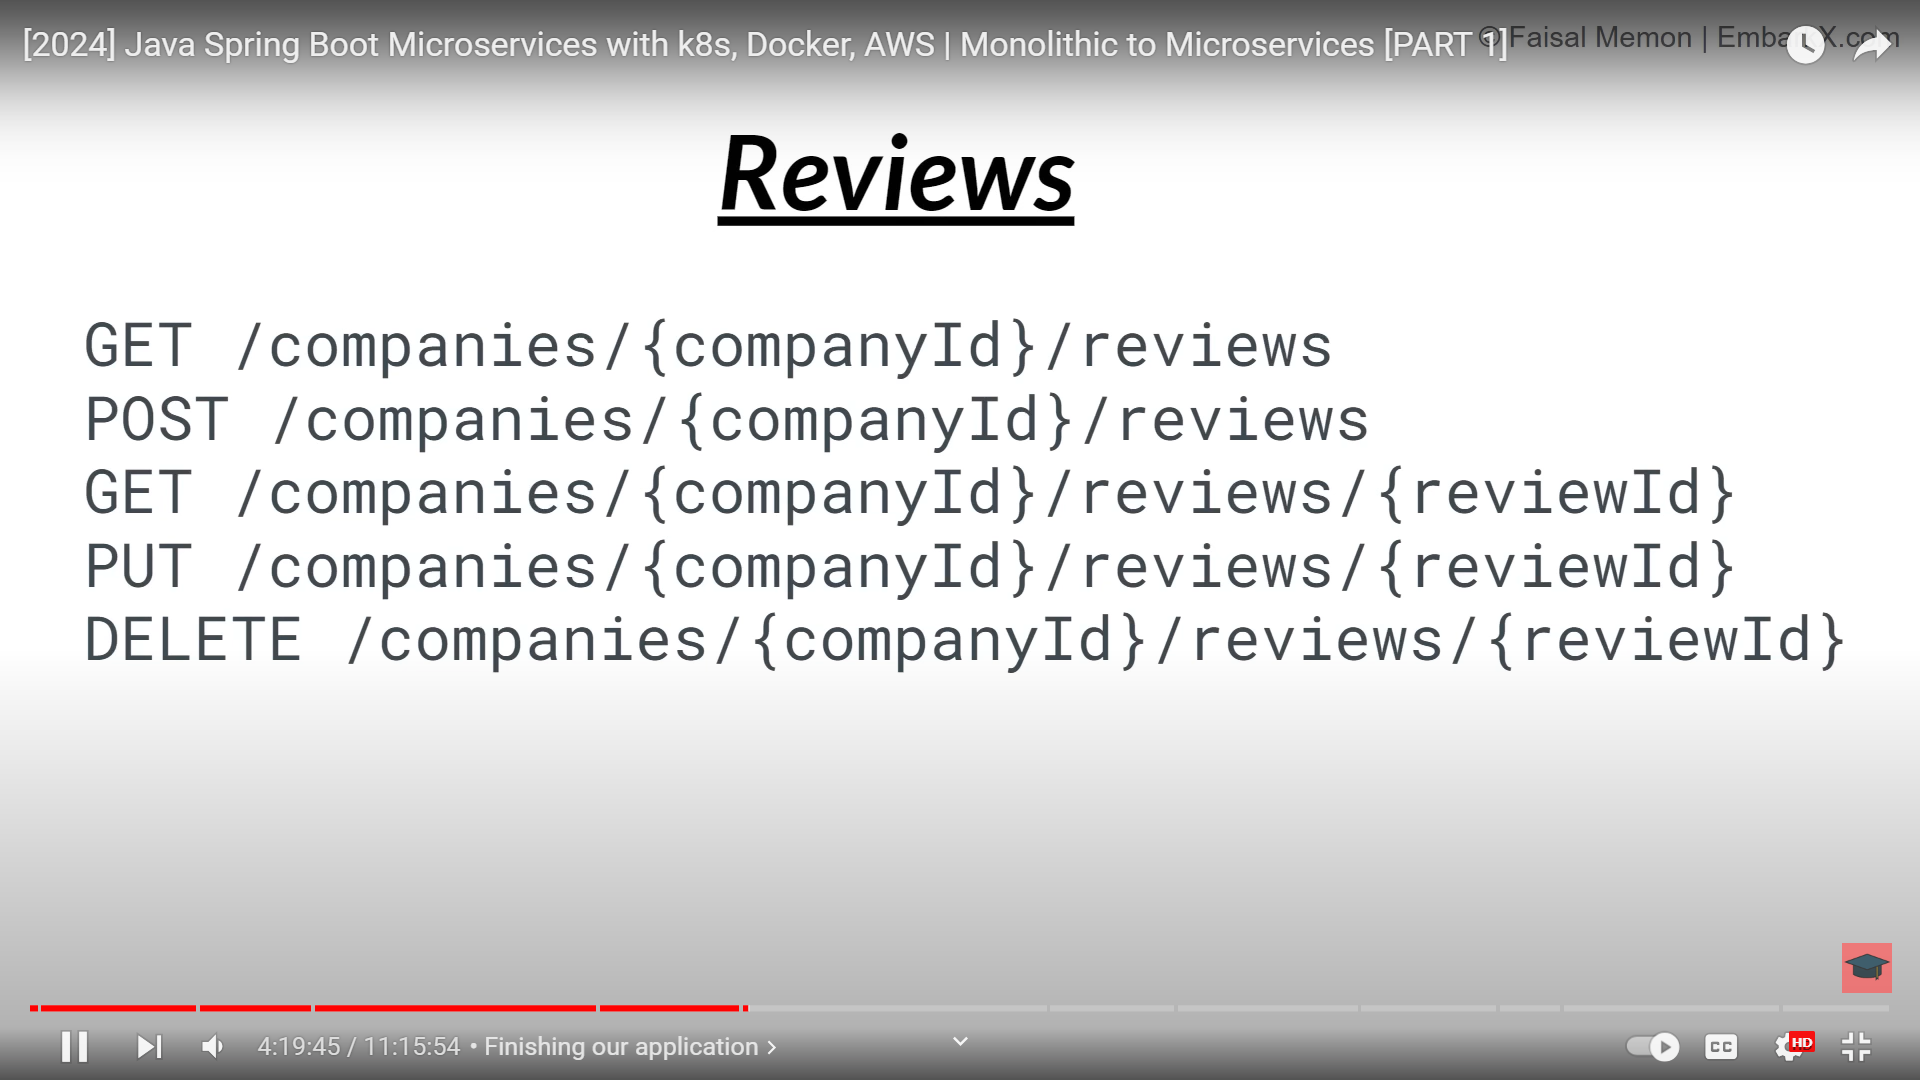 [2024] Java Spring Boot Microservices with k8s, Docker, AWS | Monolithic to Microservices [PART 1]
© Faisal Memon | EmbarkX.com
Reviews
GET /companies/{companyId}/reviews
POST /companies/{companyId}/reviews
GET /companies/{companyId}/reviews/{reviewId}
PUT /companies/{companyId}/reviews/{reviewId}
DELETE /companies/{companyId}/reviews/{reviewId}
4:19:45 / 11:15:54 • Finishing our application >
CC
HD